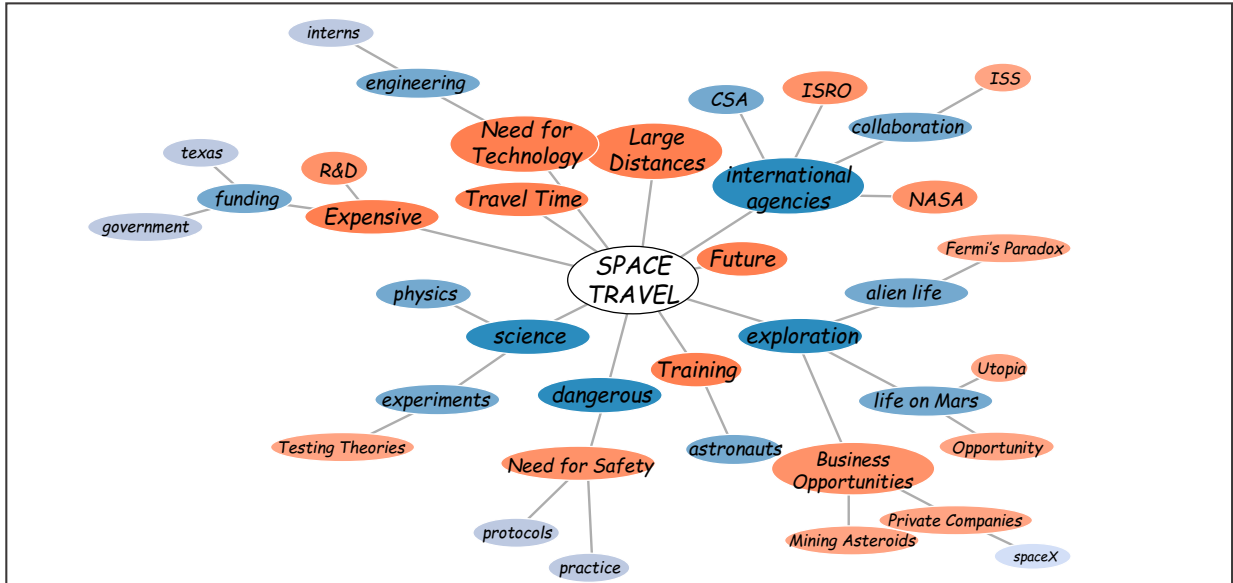 interns
engineering
Need for
Technology
Large
Distances
CSA
ISRO
ISS
collaboration
international
agencies
NASA
texas
R&D
funding
government
Expensive
Travel Time
SPACE
TRAVEL
Future
Fermi's Paradox
alien life
physics
science
exploration
experiments
Testing Theories
dangerous
Training
Utopia
life on Mars
Opportunity
astronauts
Need for Safety
protocols
practice
Business
Opportunities
Private Companies
Mining Asteroids
spaceX